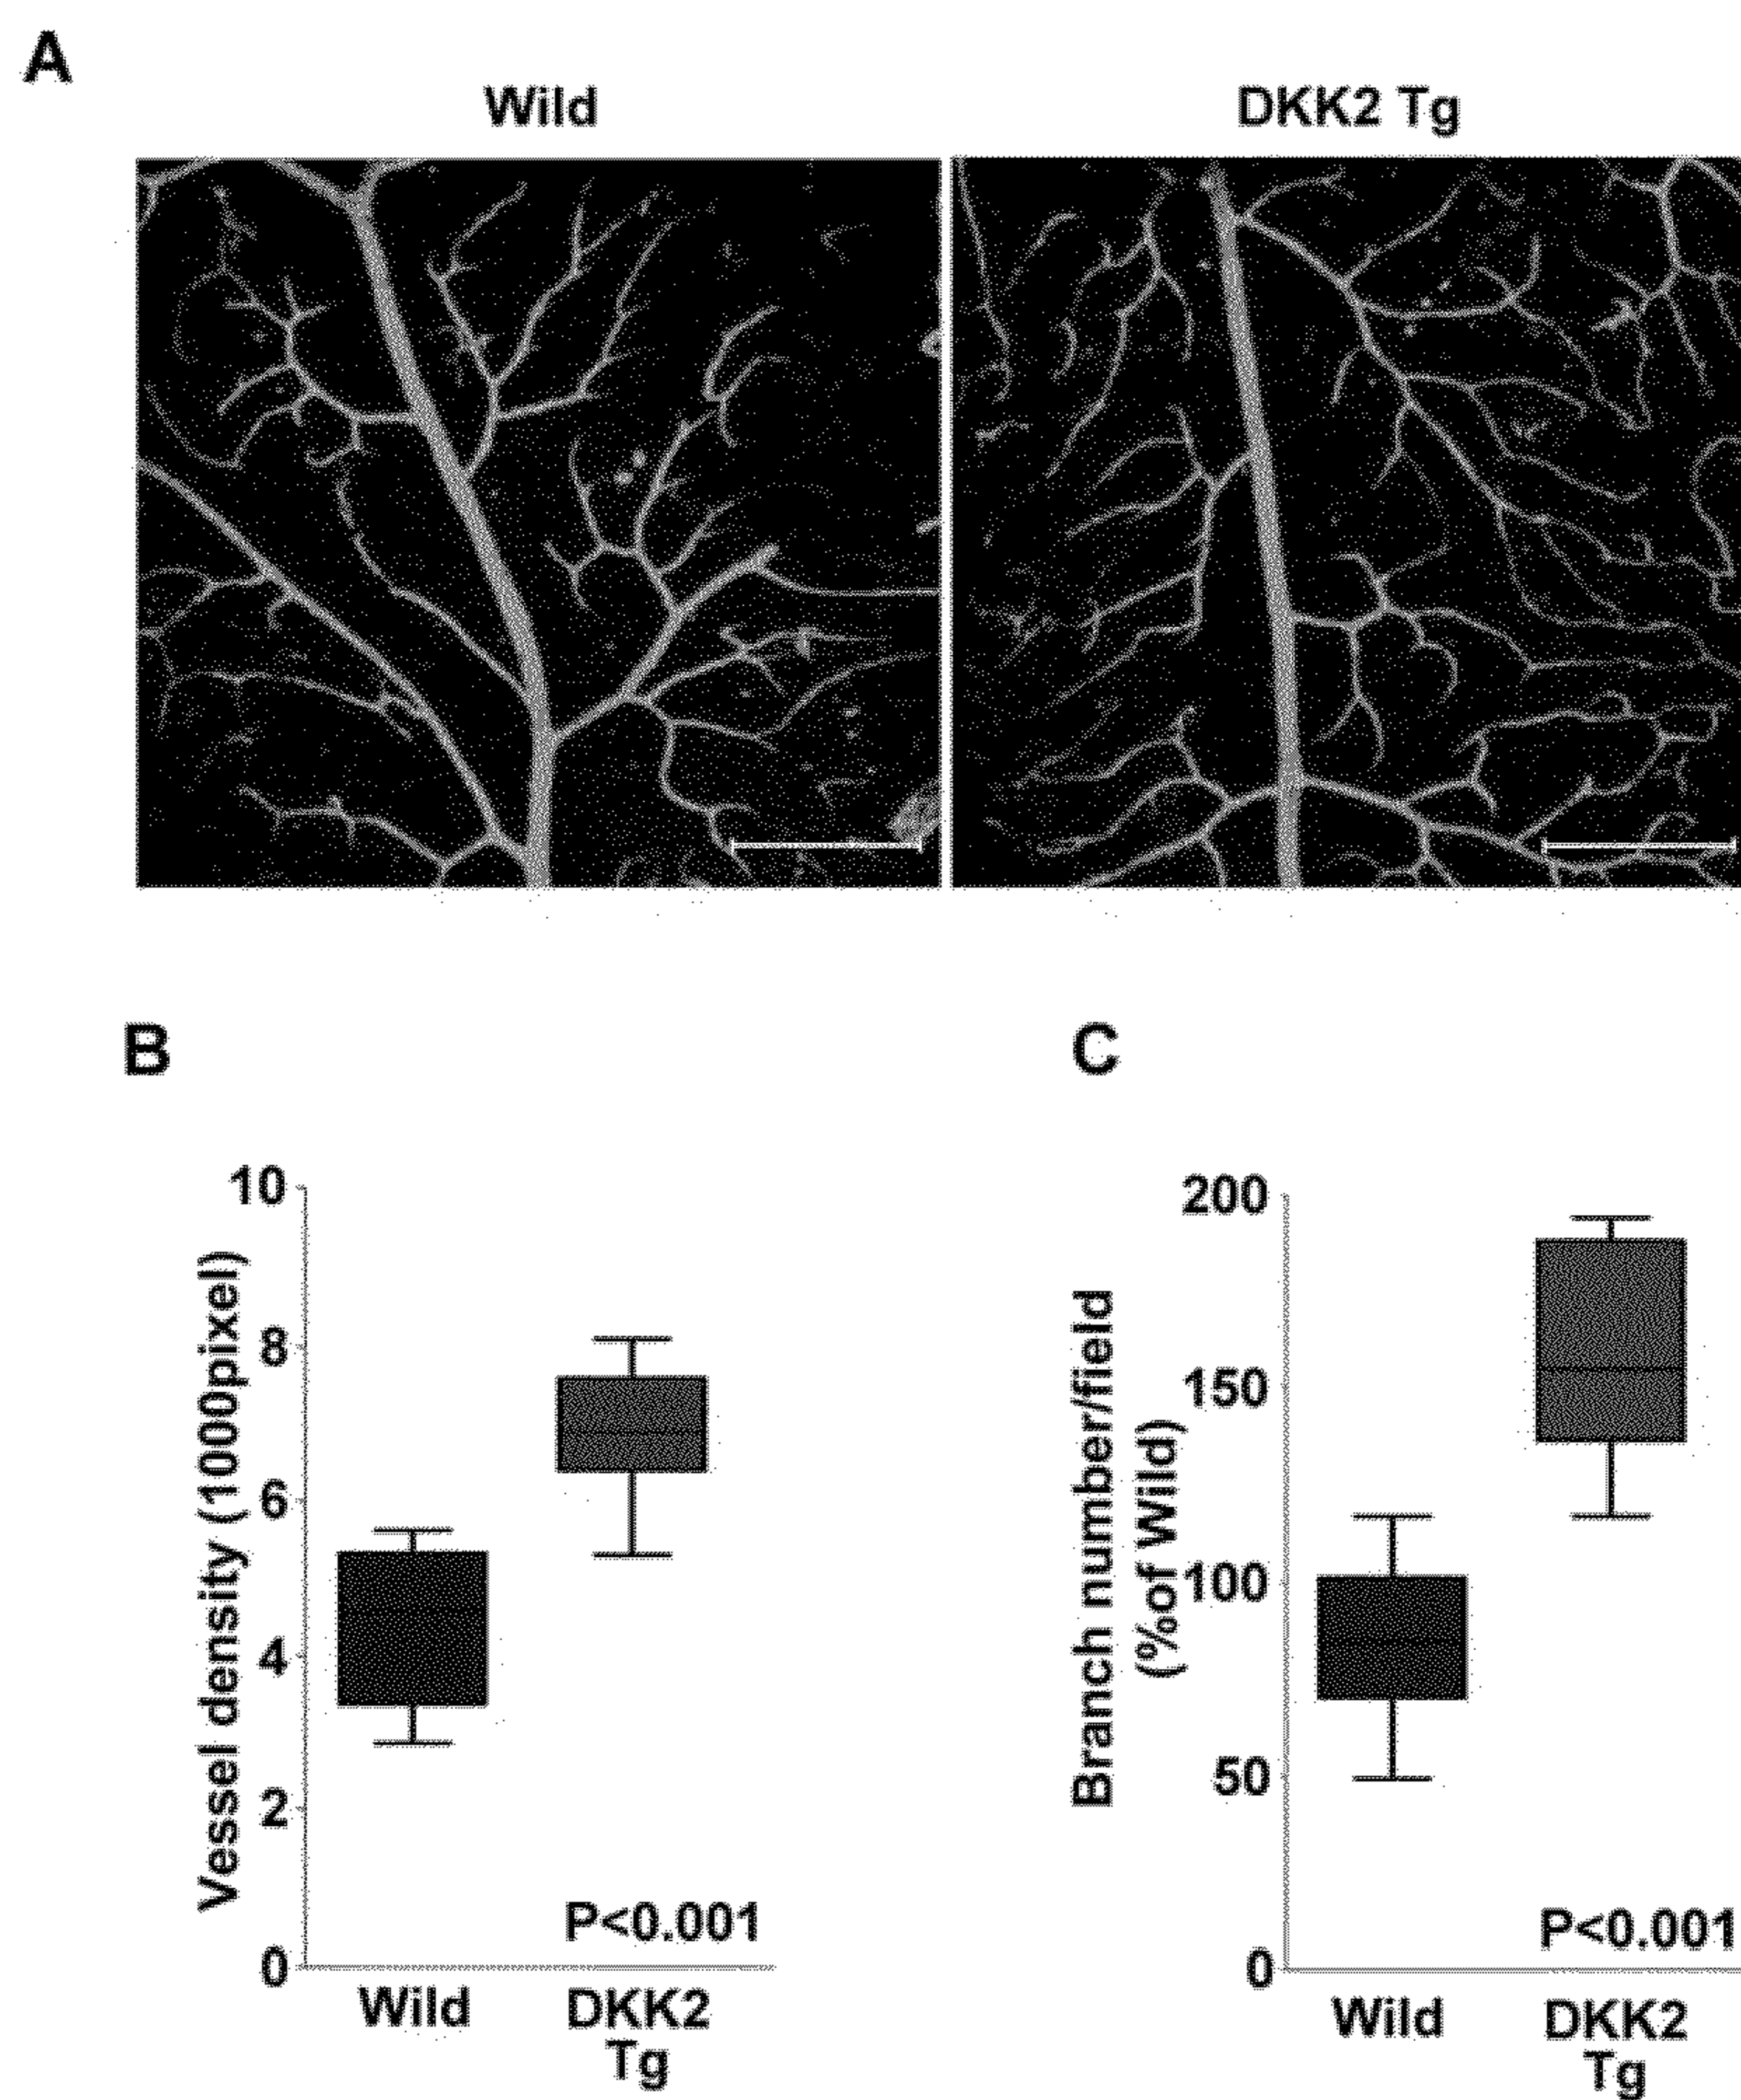 A
Wild
DKK2 Tg
B
C
Vessel density (1000pixel)
10
8
6
4
2
0
P<0.001
Wild
DKK2
Tg
Branch number/field
(%of Wild)
200
150
100
50
0
P<0.001
Wild
DKK2
Tg